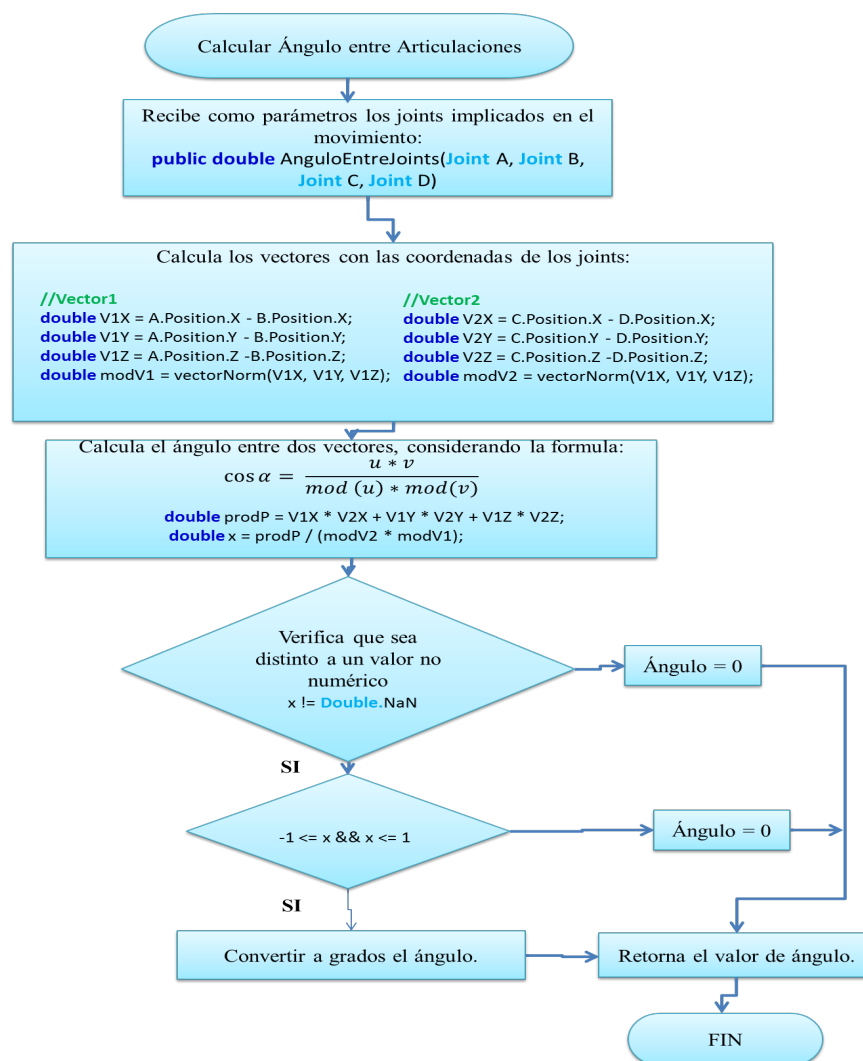 Calcular Ángulo entre Articulaciones
Recibe como parámetros los joints implicados en el
movimiento:
public double AnguloEntreJoints(Joint A, Joint B,
Joint C, Joint D)
Calcula los vectores con las coordenadas de los joints:
//Vector1
double V1X = A.Position.X - B.Position.X;
double V1Y = A.Position.Y - B.Position.Y;
double V1Z = A.Position.Z -B.Position.Z;
double modV1 = vectorNorm(V1X, V1Y, V1Z);
//Vector2
double V2X = C.Position.X - D.Position.X;
double V2Y = C.Position.Y - D.Position.Y;
double V2Z = C.Position.Z -D.Position.Z;
double modV2 = vectorNorm(V1X, V1Y, V1Z);
Calcula el ángulo entre dos vectores, considerando la formula:
cos α = u * v / mod (u) * mod(v)
double prodP = V1X * V2X + V1Y * V2Y + V1Z * V2Z;
double x = prodP / (modV2 * modV1);
Verifica que sea
distinto a un valor no
numérico
x != Double.NaN
Ángulo = 0
SI
-1 <= x && x <= 1
Ángulo = 0
SI
Convertir a grados el ángulo.
Retorna el valor de ángulo.
FIN